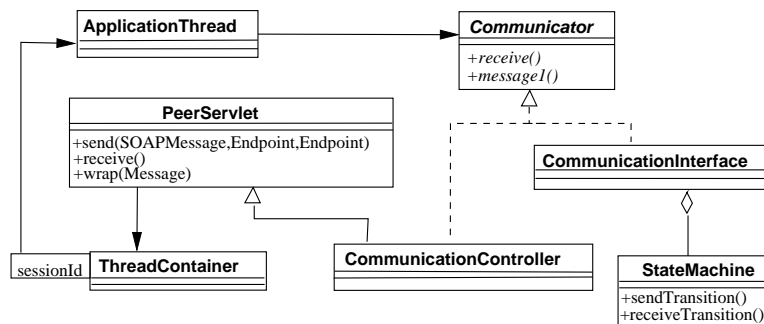 ApplicationThread
Communicator
+receive()
+message1()
PeerServlet
+send(SOAPMessage,Endpoint,Endpoint)
+receive()
+wrap(Message)
CommunicationInterface
sessionId
ThreadContainer
CommunicationController
StateMachine
+sendTransition()
+receiveTransition()